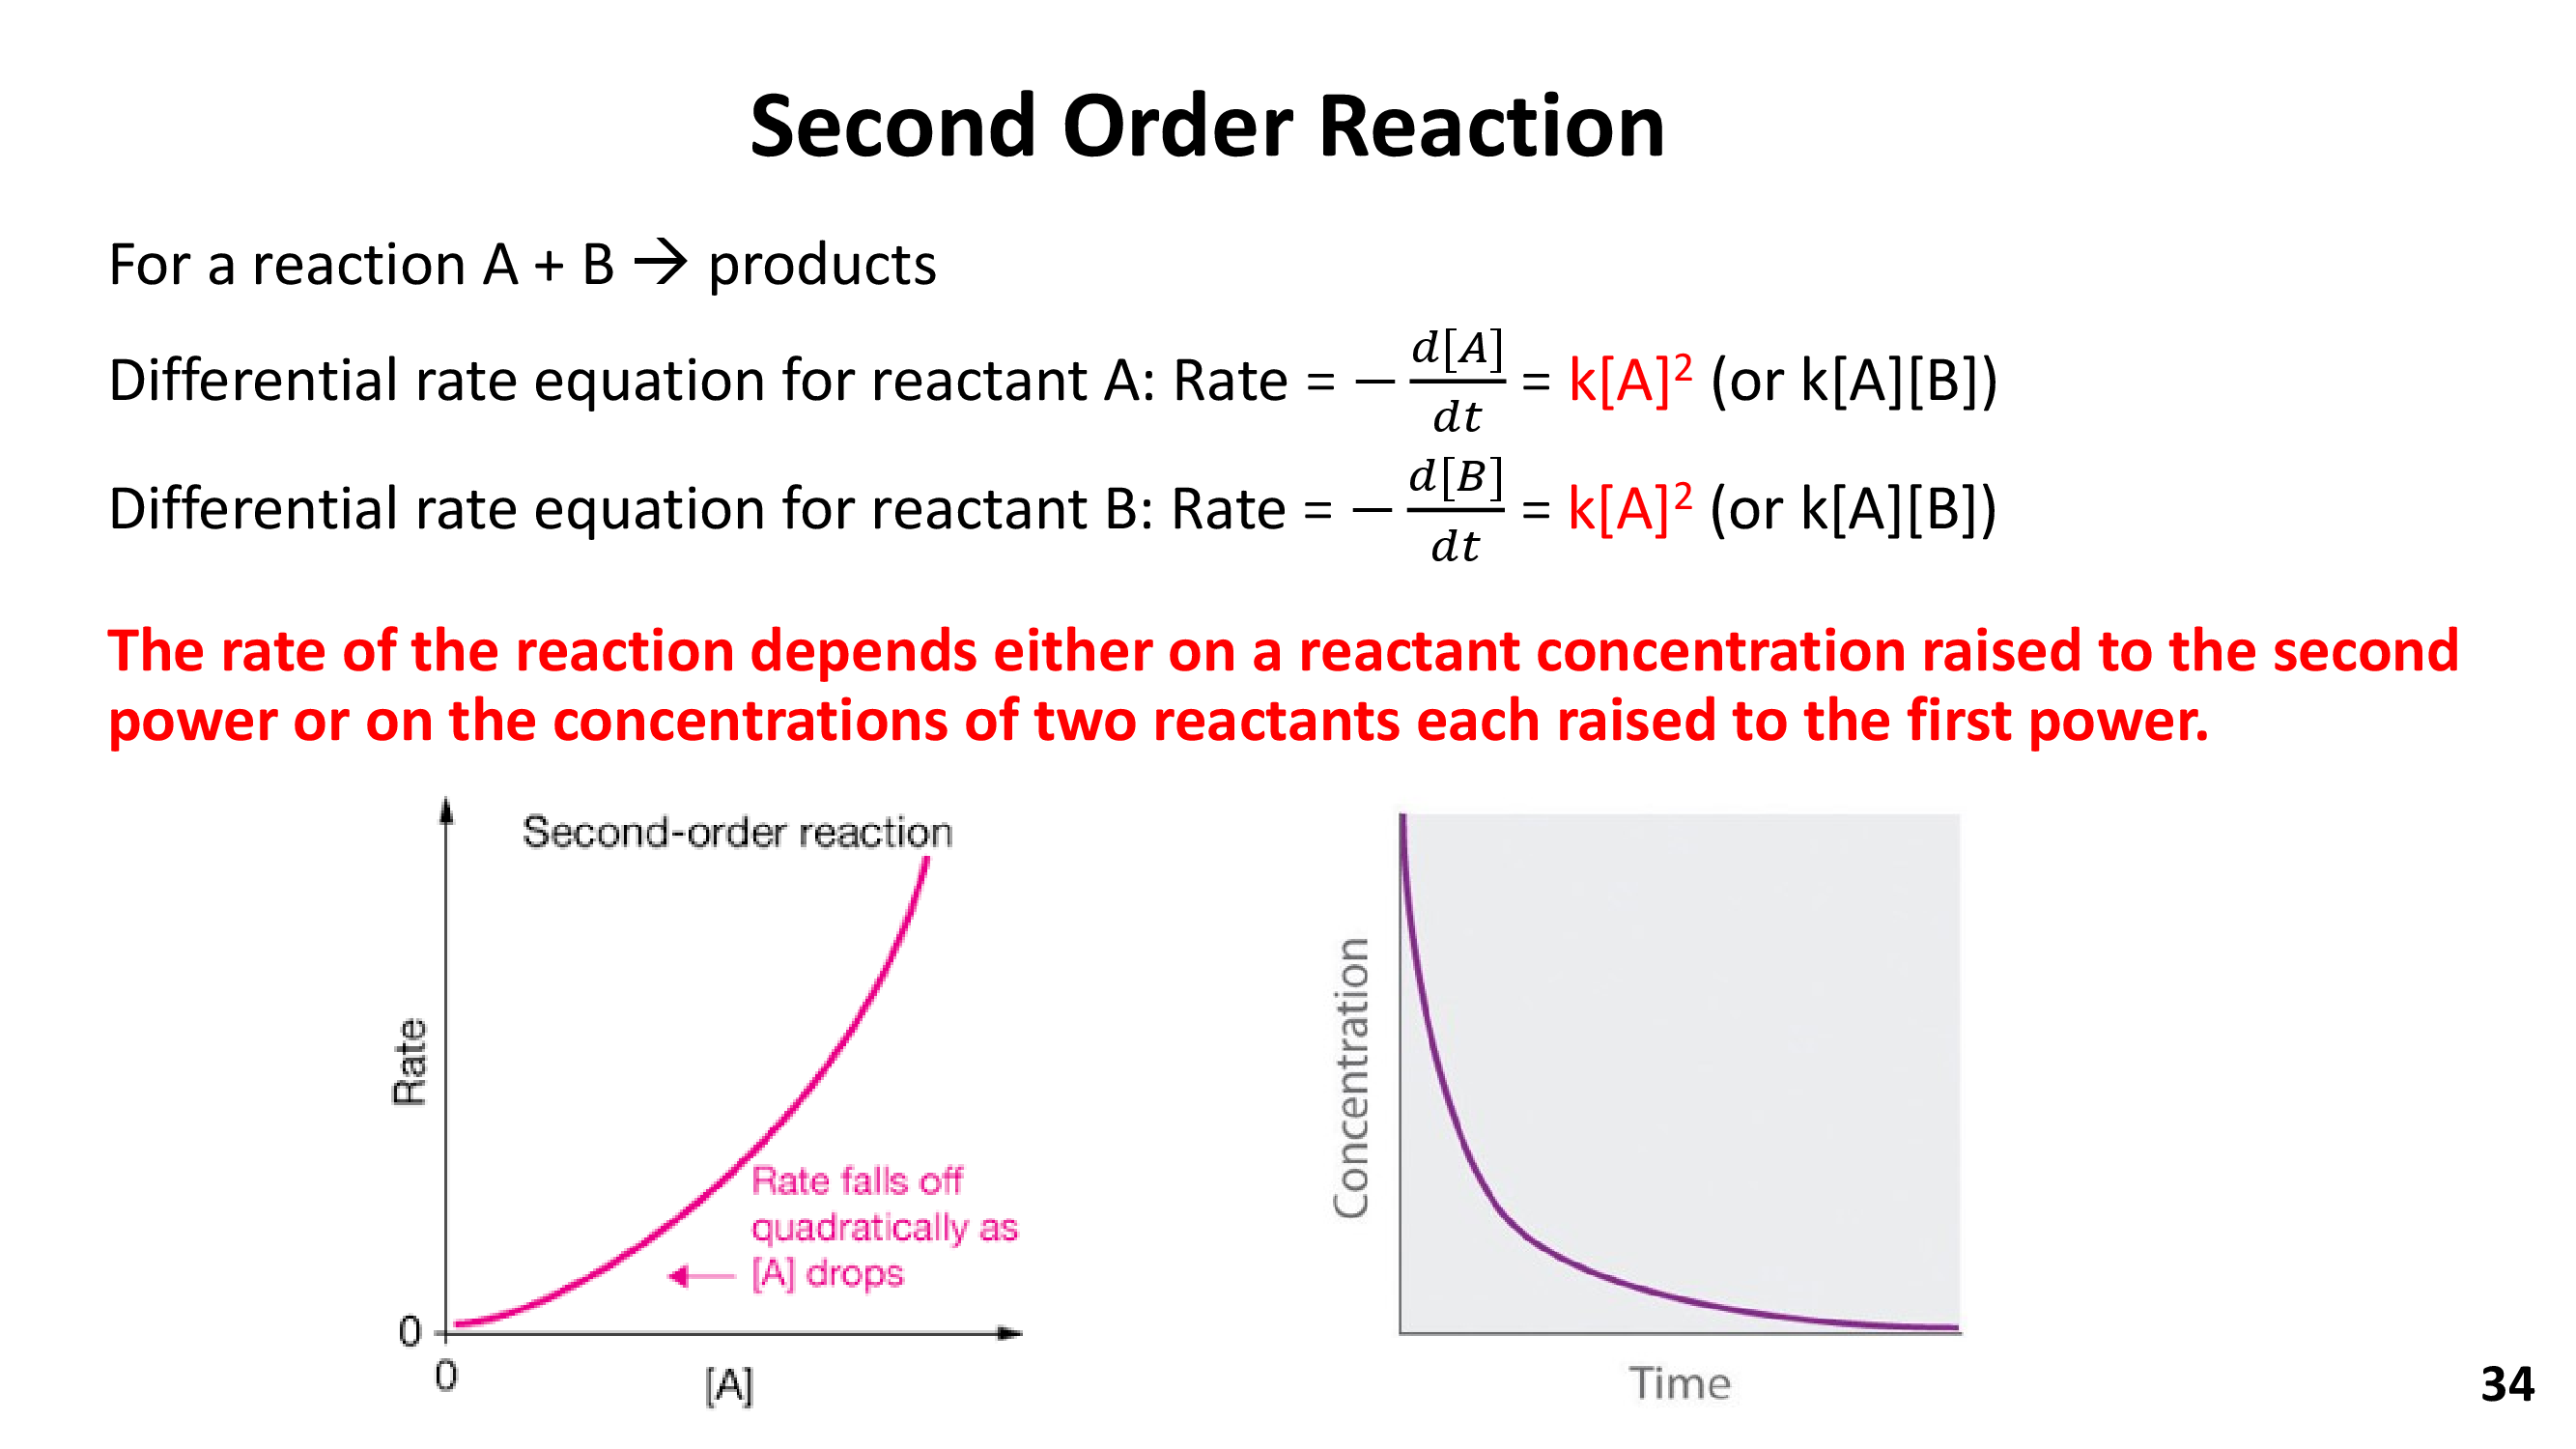 Second Order Reaction
For a reaction A + B → products
Differential rate equation for reactant A: Rate = − d[A]/dt = k[A]² (or k[A][B])
Differential rate equation for reactant B: Rate = − d[B]/dt = k[A]² (or k[A][B])
The rate of the reaction depends either on a reactant concentration raised to the second
power or on the concentrations of two reactants each raised to the first power.
Second-order reaction
Rate
Rate falls off
quadratically as
[A] drops
0
0
[A]
Concentration
Time
34